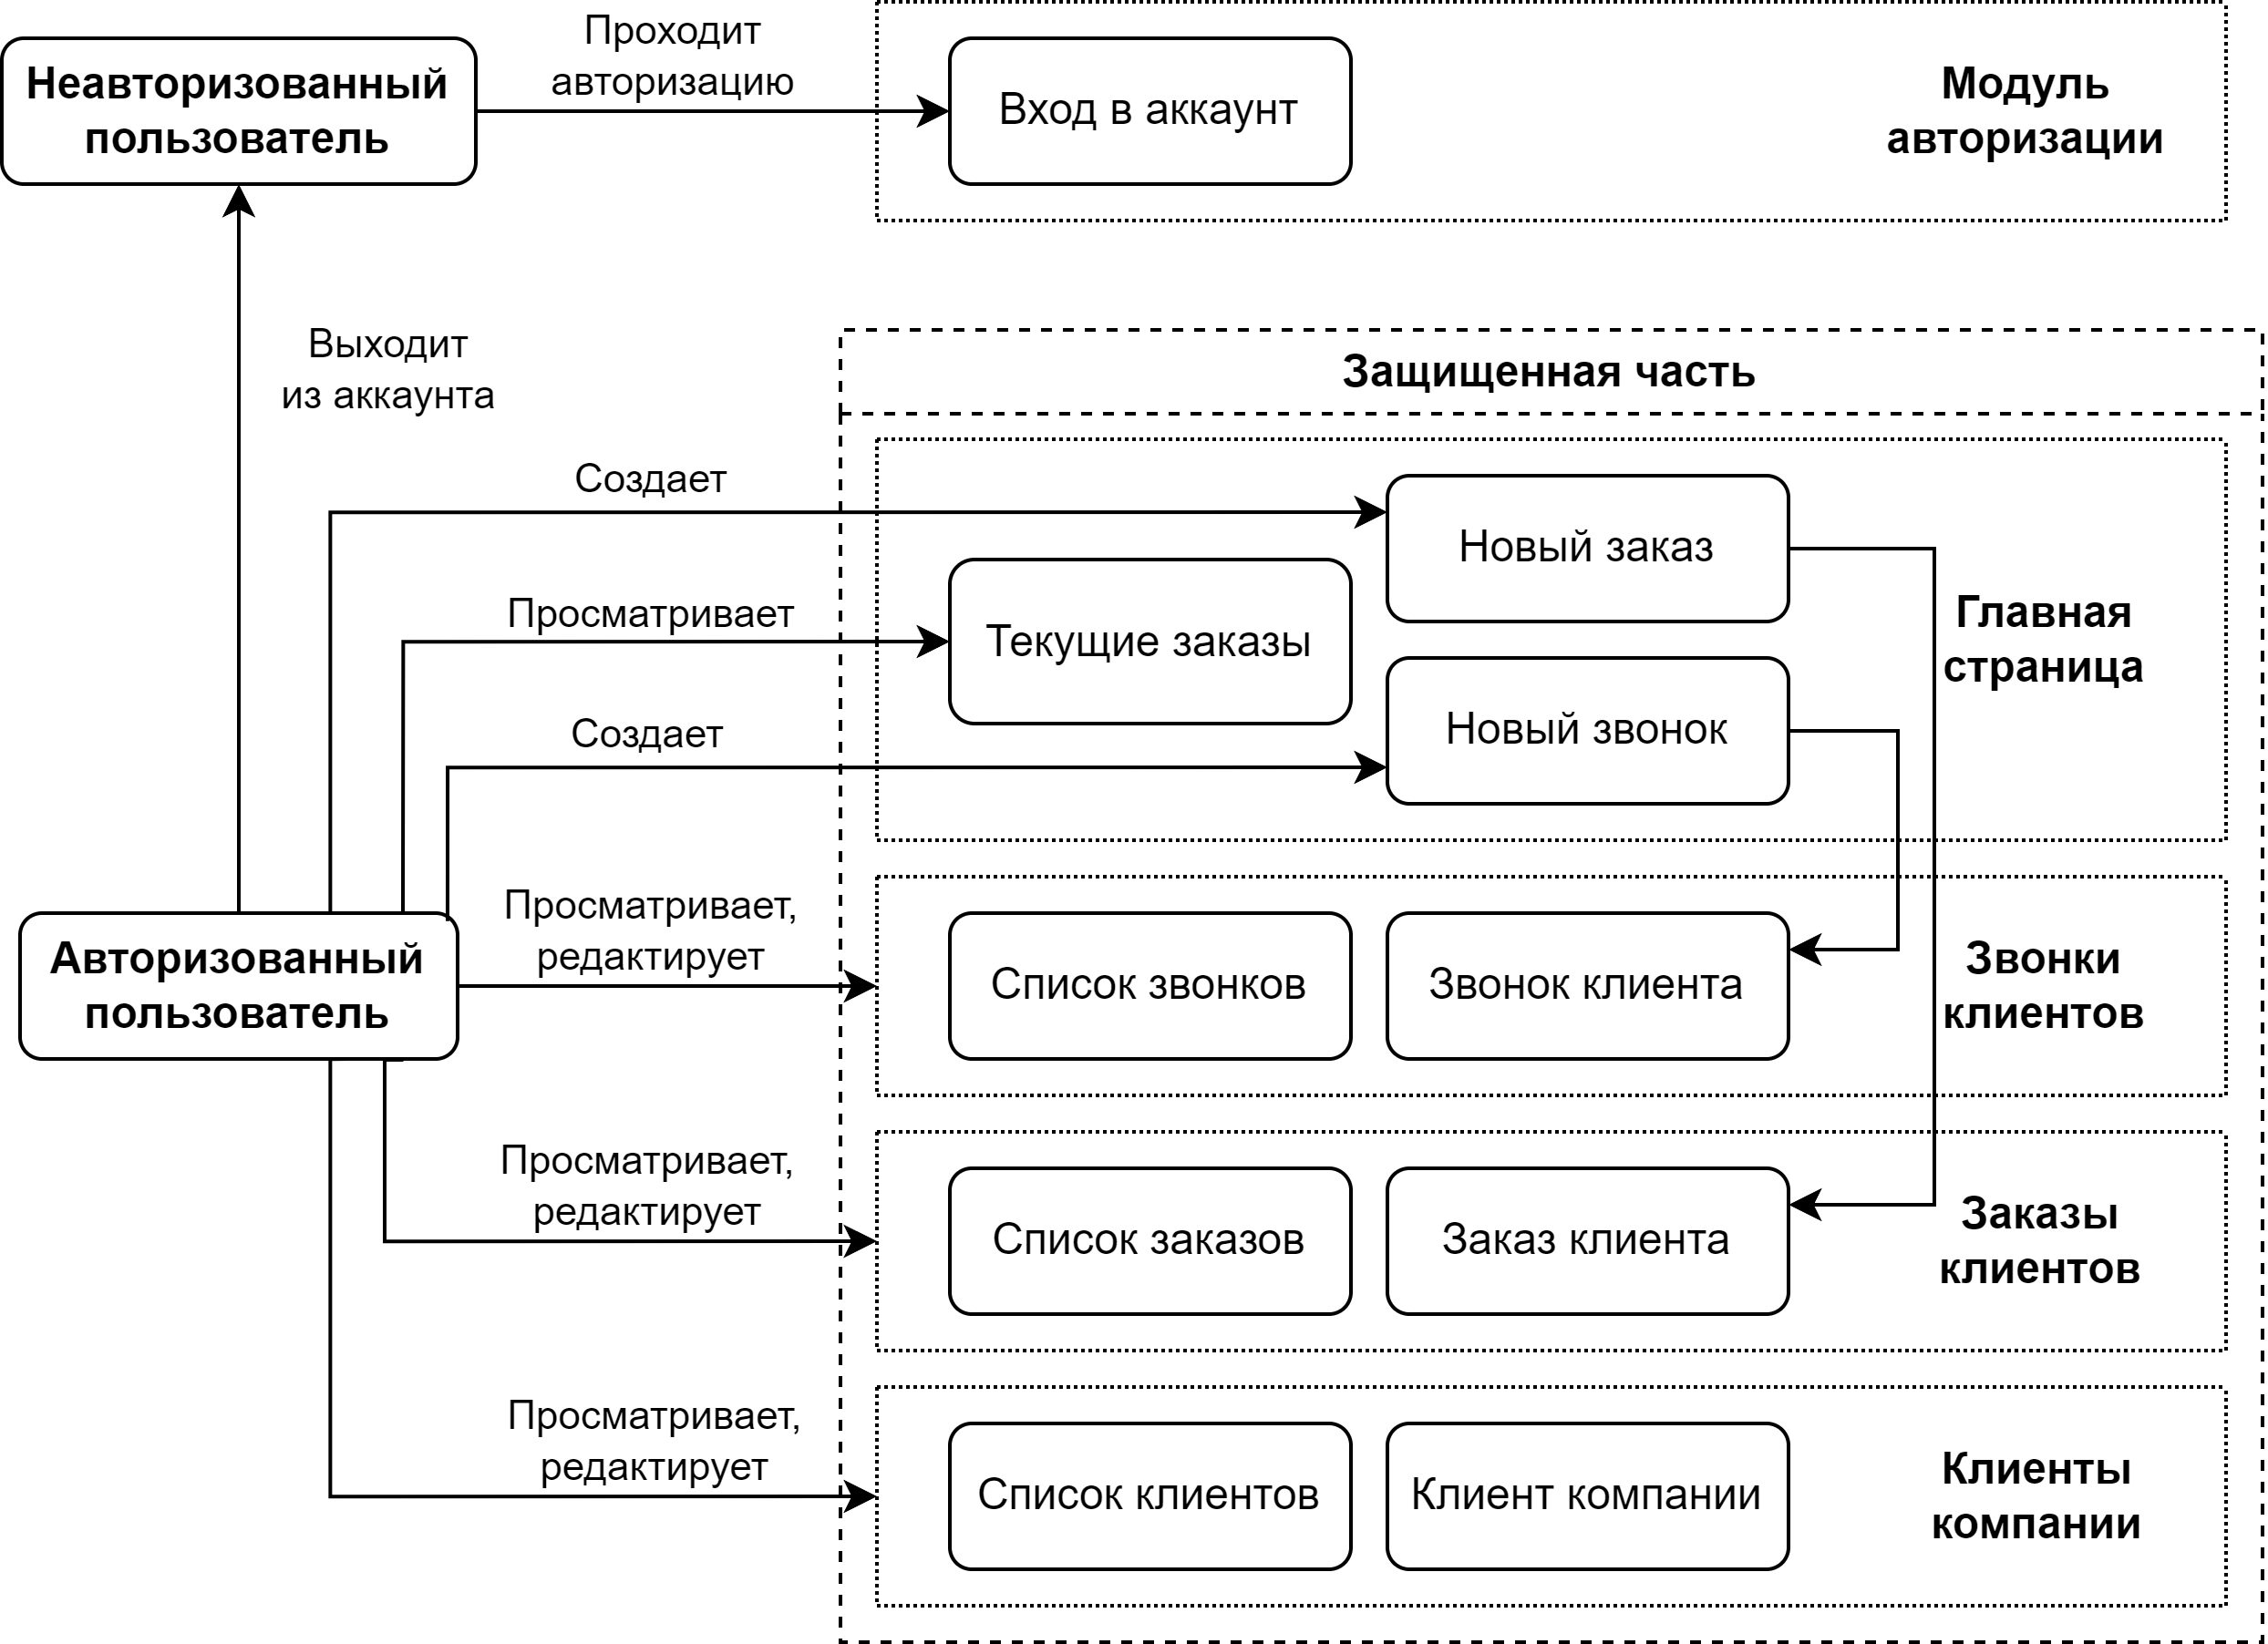 Проходит
авторизацию
Неавторизованный
пользователь
Вход в аккаунт
Модуль
авторизации
Выходит
из аккаунта
Защищенная часть
Создает
Новый заказ
Просматривает
Текущие заказы
Главная
страница
Создает
Новый звонок
Просматривает,
редактирует
Авторизованный
пользователь
Список звонков
Звонок клиента
Звонки
клиентов
Просматривает,
редактирует
Список заказов
Заказ клиента
Заказы
клиентов
Просматривает,
редактирует
Список клиентов
Клиент компании
Клиенты
компании